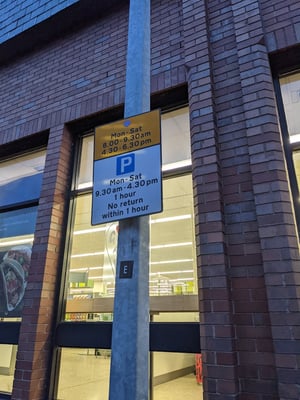 Mon - Sat
8.00 - 9.30am
4.30 - 6.30pm
P
Mon - Sat
9.30am - 4.30pm
1 hour
No return
within 1 hour
E